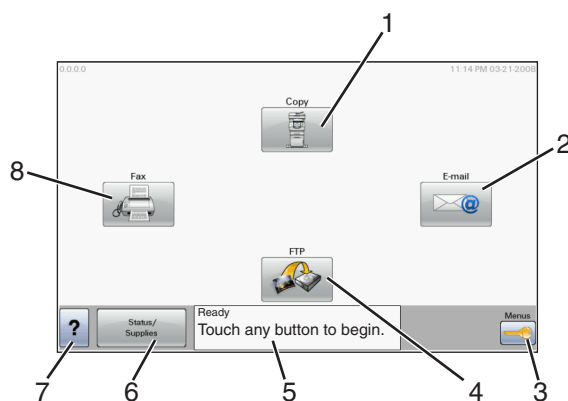 1
0.0.0.0
11:14 PM 03-21-2008
Copy
2
8
Fax
E-mail
FTP
Ready
Menus
?
Status/
Supplies
Touch any button to begin.
7
6
5
4
3